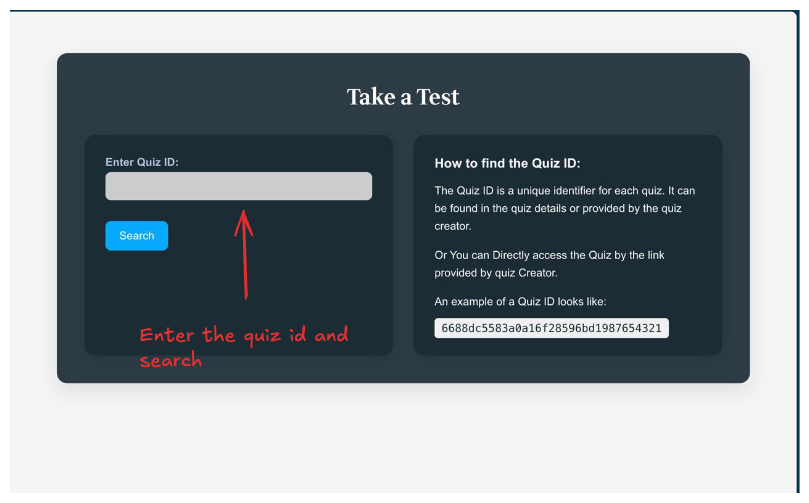 Take a Test
Enter Quiz ID:
Search
Enter the quiz id and
search
How to find the Quiz ID:
The Quiz ID is a unique identifier for each quiz. It can
be found in the quiz details or provided by the quiz
creator.
Or You can Directly access the Quiz by the link
provided by quiz Creator.
An example of a Quiz ID looks like:
6688dc5583a0a16f28596bd1987654321